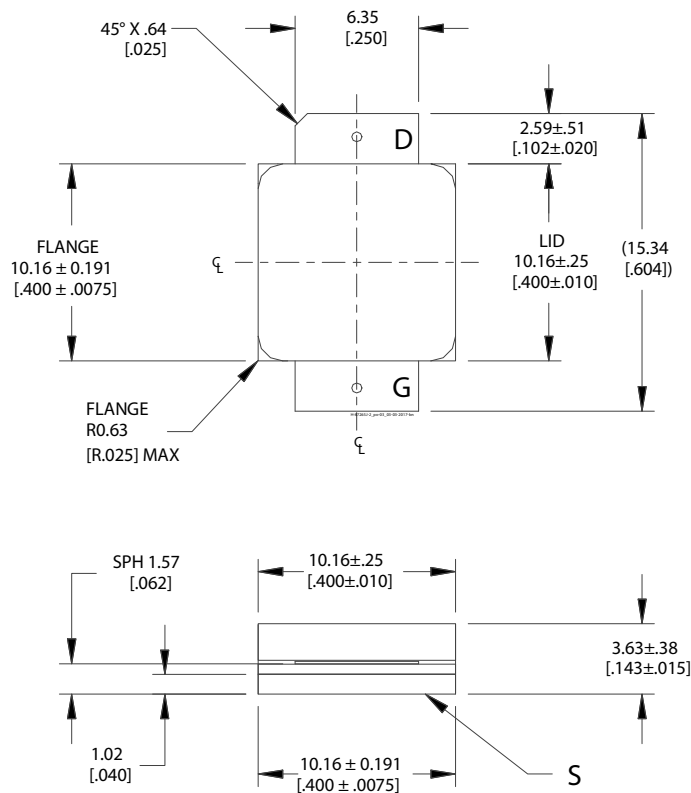 45° X .64
[.025]
6.35
[.250]
D
2.59±.51
[.102±.020]
FLANGE
10.16 ± 0.191
[.400 ± .0075]
LID
10.16±.25
[.400±.010]
(15.34
[.604])
℄
G
FLANGE
R0.63
[R.025] MAX
℄
SPH 1.57
[.062]
10.16±.25
[.400±.010]
3.63±.38
[.143±.015]
1.02
[.040]
10.16 ± 0.191
[.400 ± .0075]
S